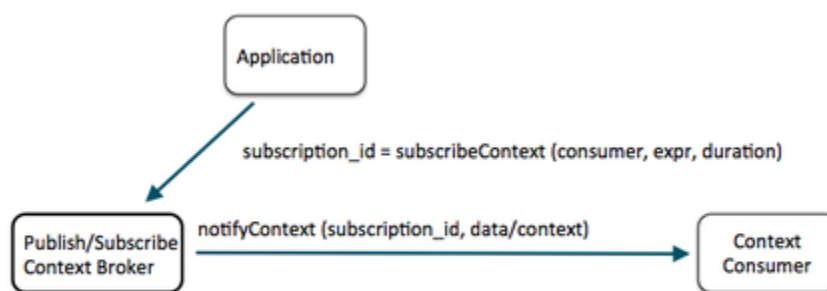 Application
subscription_id = subscribeContext (consumer, expr, duration)
notifyContext (subscription_id, data/context)
Publish/Subscribe
Context Broker
Context
Consumer